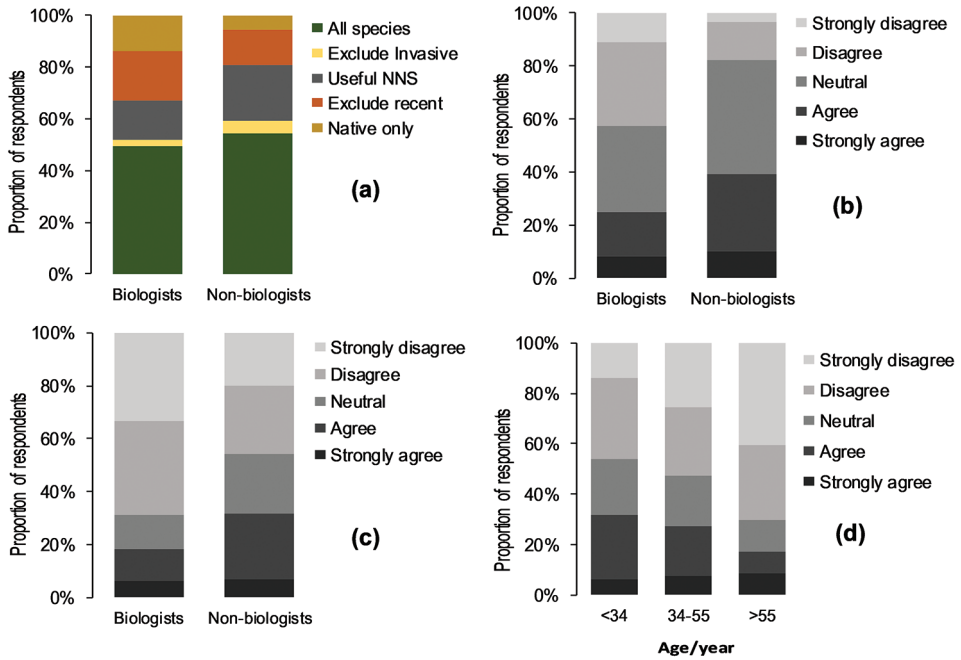 Proportion of respondents
100%
80%
60%
40%
20%
0%
Biologists
Non-biologists
All species
Exclude Invasive
Useful NNS
Exclude recent
Native only
(a)
Proportion of respondents
100%
80%
60%
40%
20%
0%
Biologists
Non-biologists
Strongly disagree
Disagree
Neutral
Agree
Strongly agree
(b)
Proportion of respondents
100%
80%
60%
40%
20%
0%
Biologists
Non-biologists
Strongly disagree
Disagree
Neutral
Agree
Strongly agree
(c)
Proportion of respondents
100%
80%
60%
40%
20%
0%
<34
34-55
>55
Age/year
Strongly disagree
Disagree
Neutral
Agree
Strongly agree
(d)